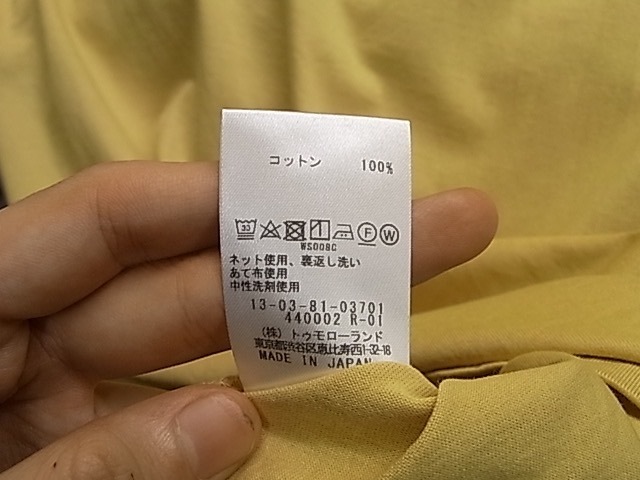 コットン 100%
33 F W
WS008C
ネット使用、裏返し洗い
あて布使用
中性洗剤使用
13-03-81-03701
440002 R-01
(株) トゥモローランド
東京都渋谷区恵比寿西1-32-18
MADE IN JAPAN